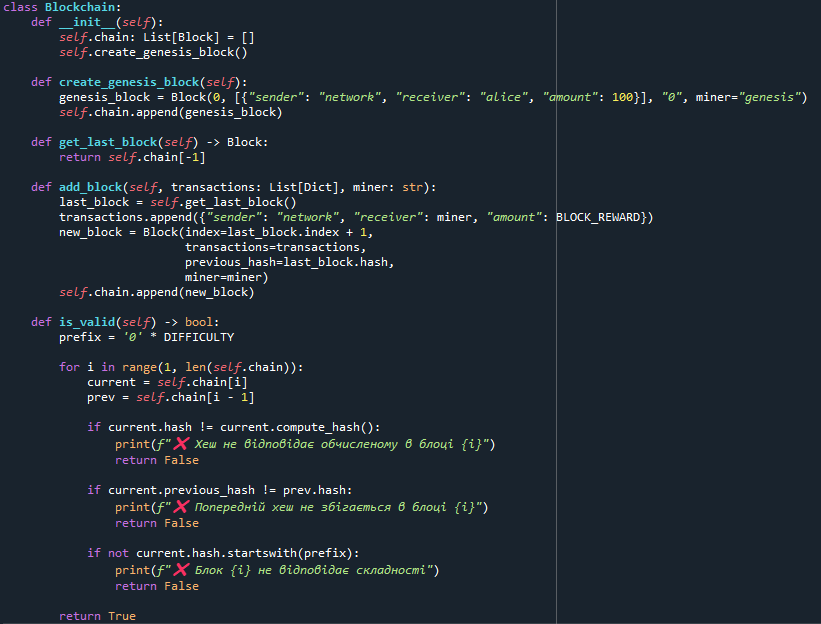 class Blockchain:
    def __init__(self):
        self.chain: List[Block] = []
        self.create_genesis_block()

    def create_genesis_block(self):
        genesis_block = Block(0, [{"sender": "network", "receiver": "alice", "amount": 100}], "0", miner="genesis")
        self.chain.append(genesis_block)

    def get_last_block(self) -> Block:
        return self.chain[-1]

    def add_block(self, transactions: List[Dict], miner: str):
        last_block = self.get_last_block()
        transactions.append({"sender": "network", "receiver": miner, "amount": BLOCK_REWARD})
        new_block = Block(index=last_block.index + 1,
                          transactions=transactions,
                          previous_hash=last_block.hash,
                          miner=miner)
        self.chain.append(new_block)

    def is_valid(self) -> bool:
        prefix = '0' * DIFFICULTY

        for i in range(1, len(self.chain)):
            current = self.chain[i]
            prev = self.chain[i - 1]

            if current.hash != current.compute_hash():
                print(f"❌ Хеш не відповідає обчисленому в блоці {i}")
                return False

            if current.previous_hash != prev.hash:
                print(f"❌ Попередній хеш не збігається в блоці {i}")
                return False

            if not current.hash.startswith(prefix):
                print(f"❌ Блок {i} не відповідає складності")
                return False

        return True